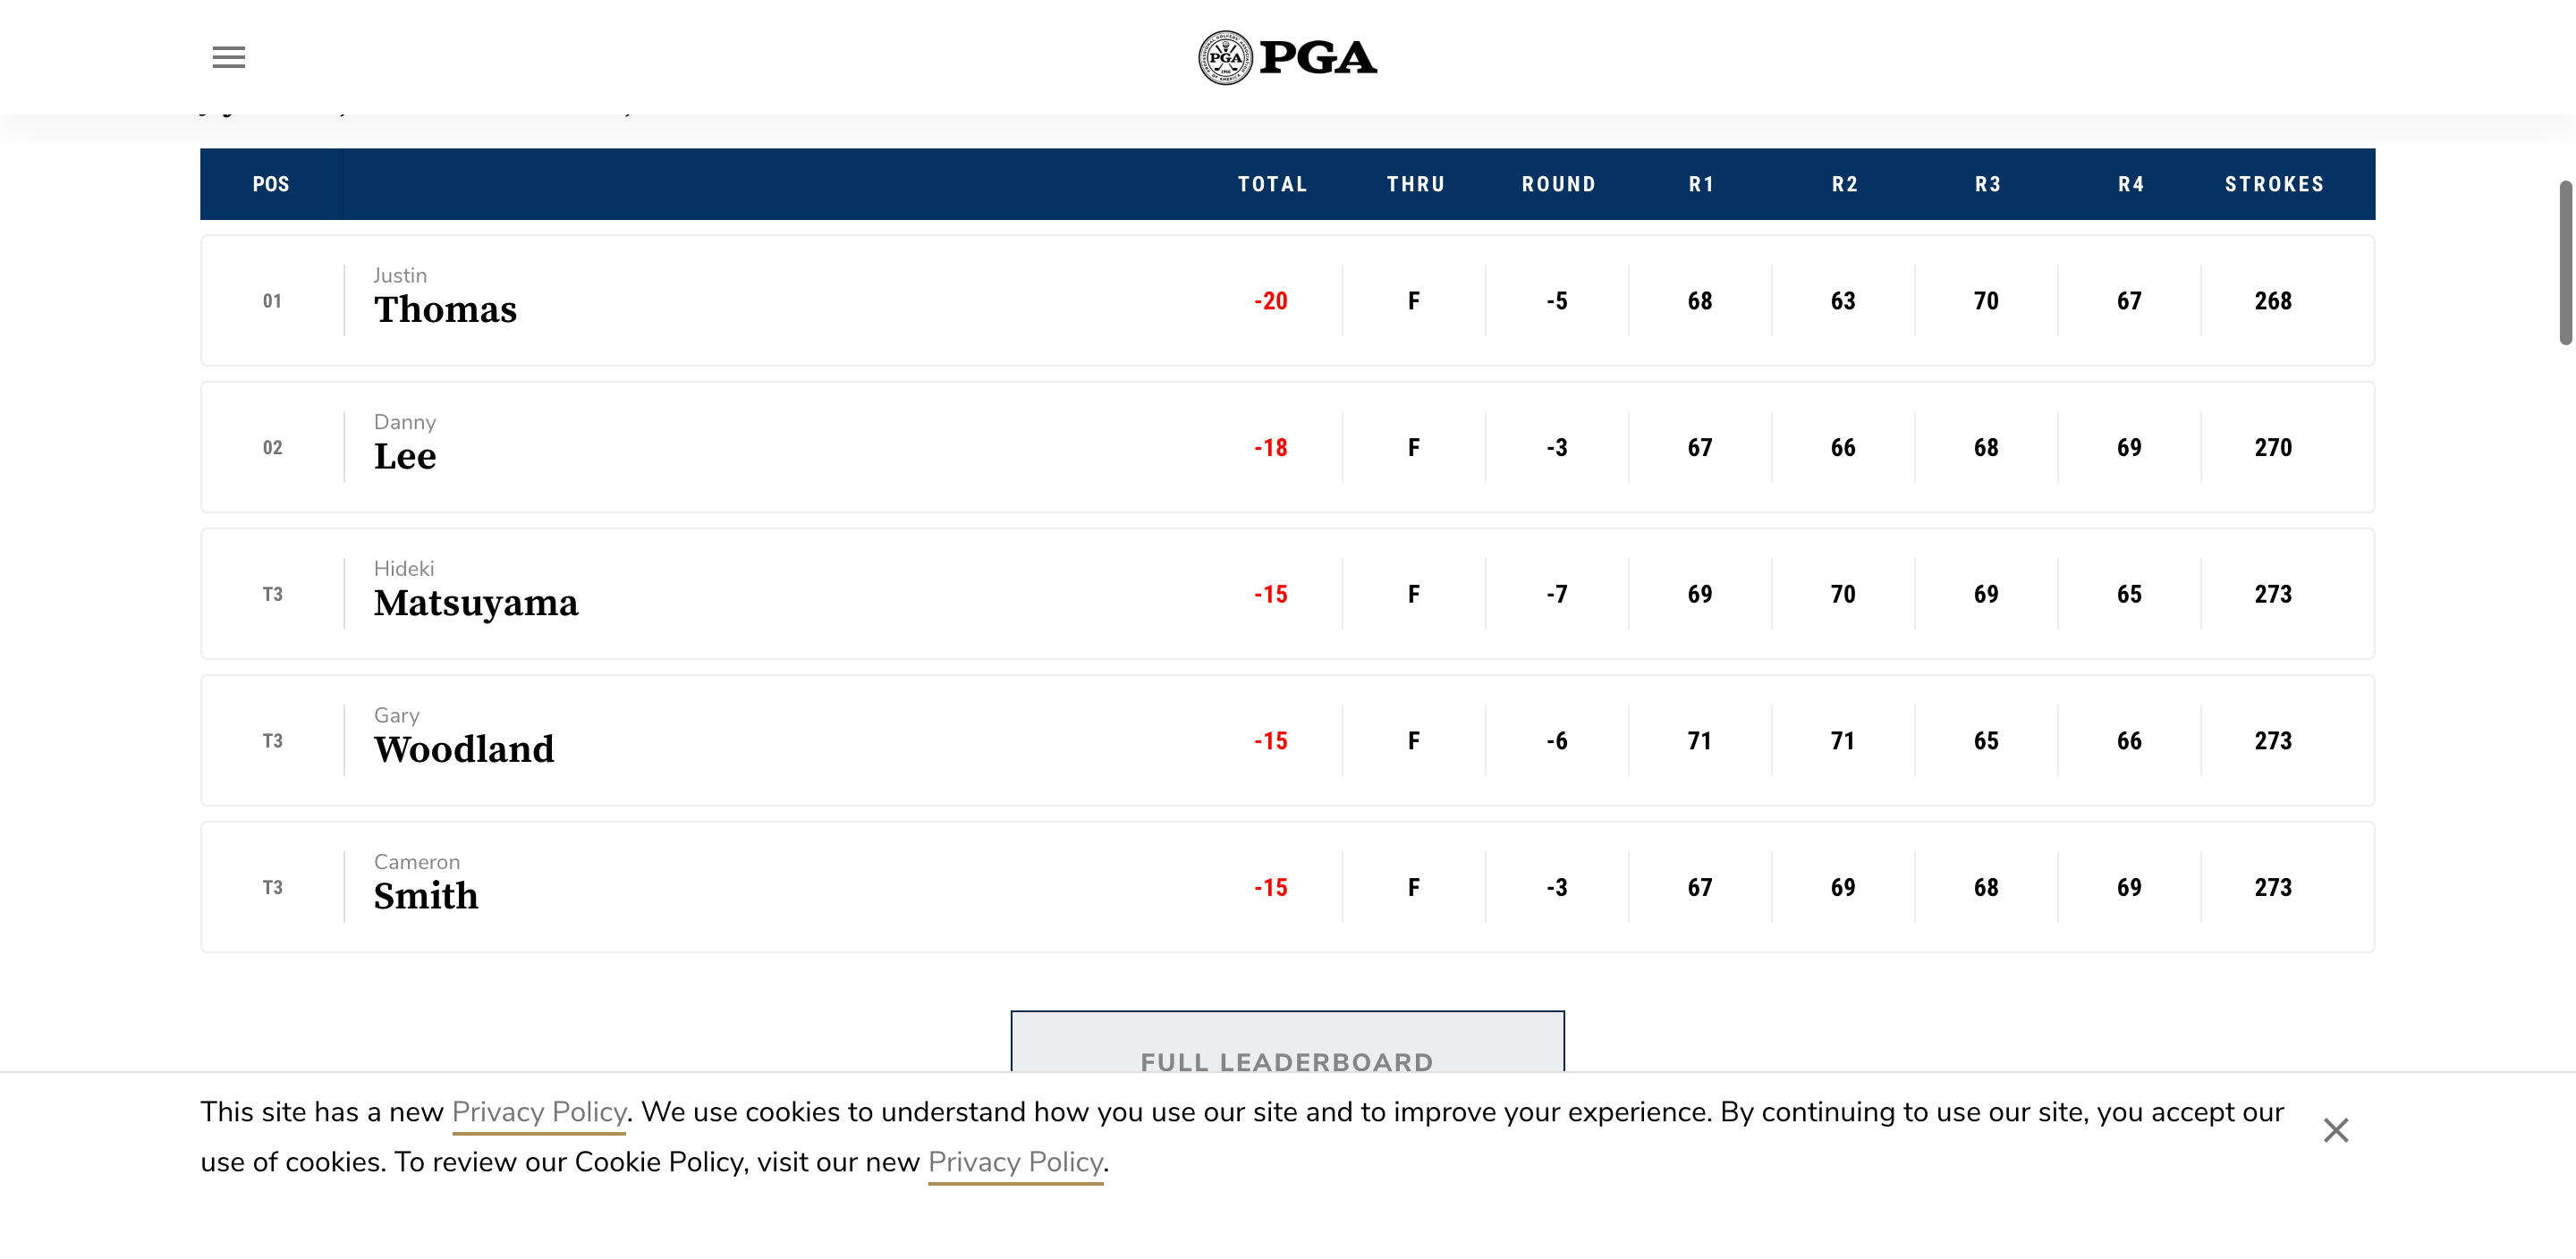 PGA PGA
POS TOTAL THRU ROUND R1 R2 R3 R4 STROKES
Justin
01 Thomas -20 F -5 68 63 70 67 268
Danny
02 Lee -18 F -3 67 66 68 69 270
Hideki
T3 Matsuyama -15 F -7 69 70 69 65 273
Gary
T3 Woodland -15 F -6 71 71 65 66 273
Cameron
T3 Smith -15 F -3 67 69 68 69 273
FULL LEADERBOARD
This site has a new Privacy Policy. We use cookies to understand how you use our site and to improve your experience. By continuing to use our site, you accept our
use of cookies. To review our Cookie Policy, visit our new Privacy Policy.